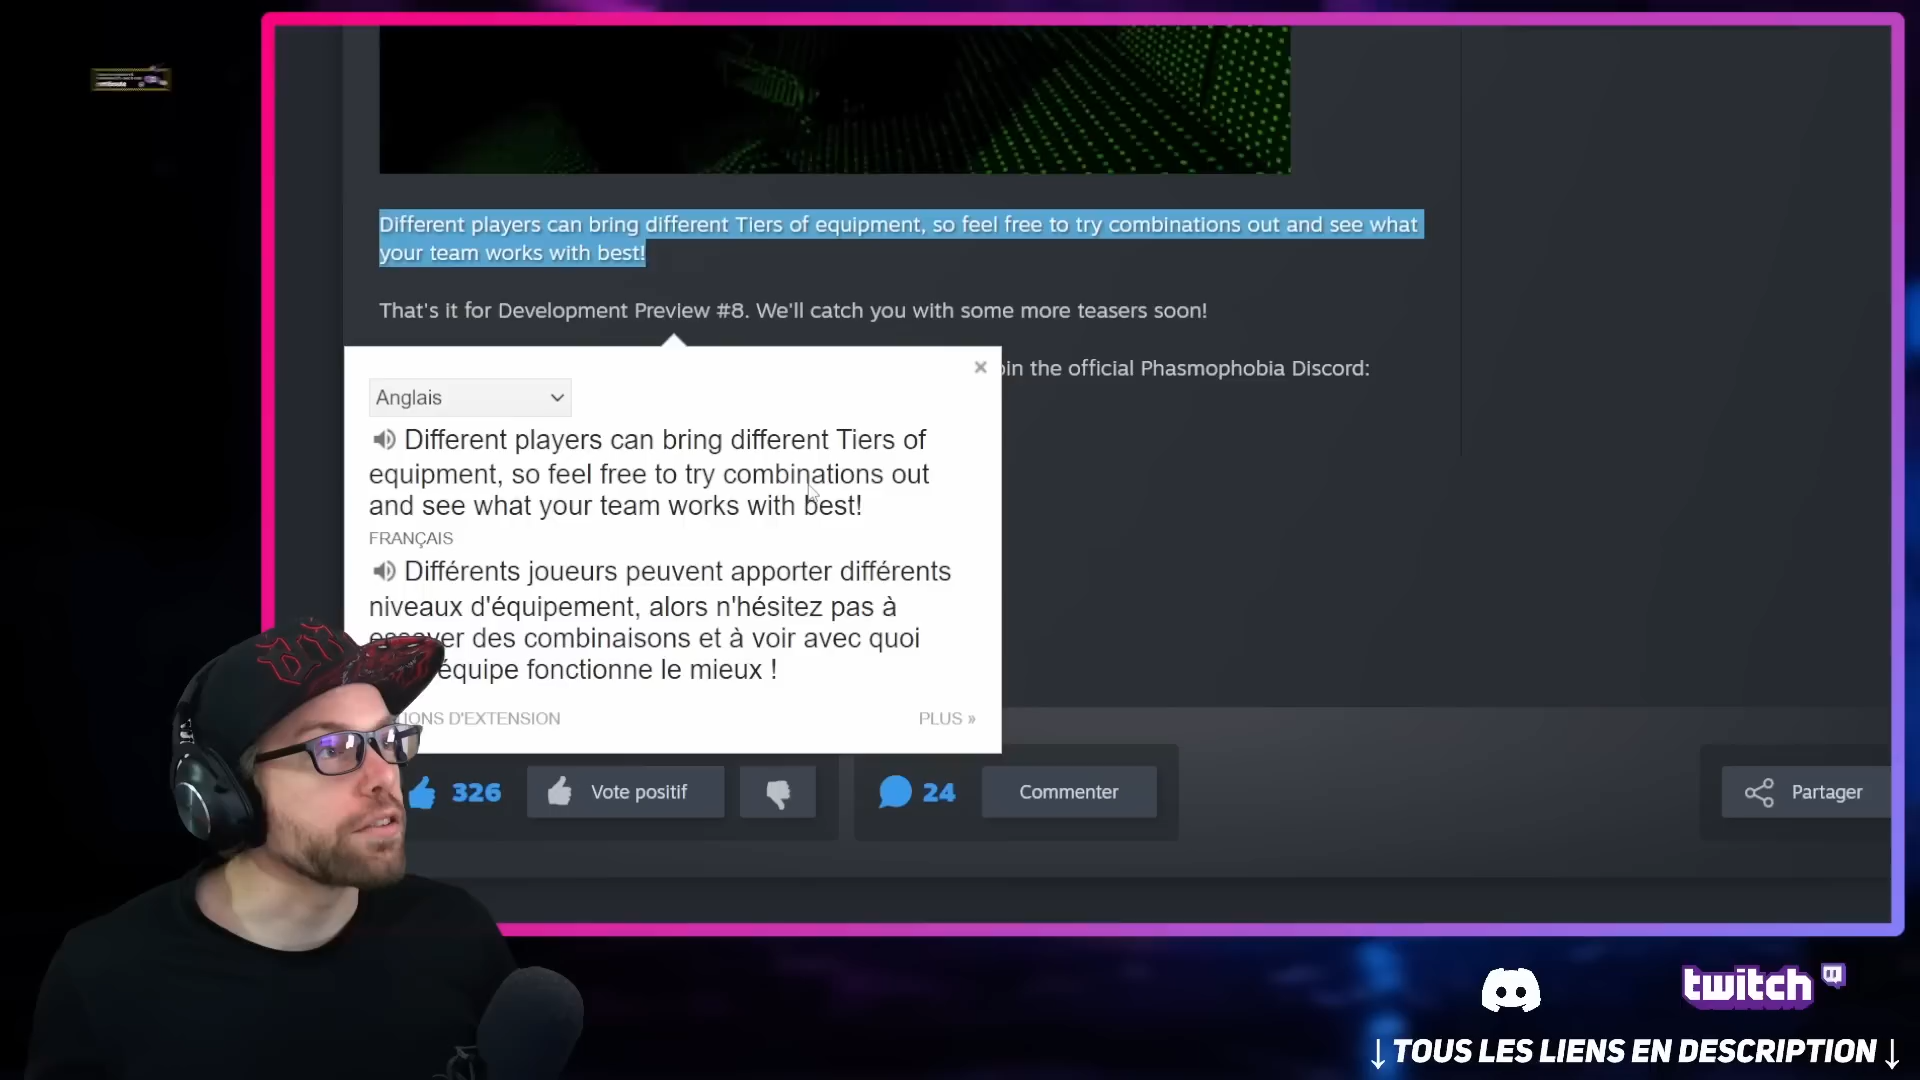 Different players can bring different Tiers of equipment, so feel free to try combinations out and see what
your team works with best!
That's it for Development Preview #8. We'll catch you with some more teasers soon!
in the official Phasmophobia Discord:
Anglais
Different players can bring different Tiers of
equipment, so feel free to try combinations out
and see what your team works with best!
FRANÇAIS
Différents joueurs peuvent apporter différents
niveaux d'équipement, alors n'hésitez pas à
essayer des combinaisons et à voir avec quoi
équipe fonctionne le mieux !
IONS D'EXTENSION
PLUS »
326
Vote positif
24
Commenter
Partager
twitch
↓ TOUS LES LIENS EN DESCRIPTION ↓